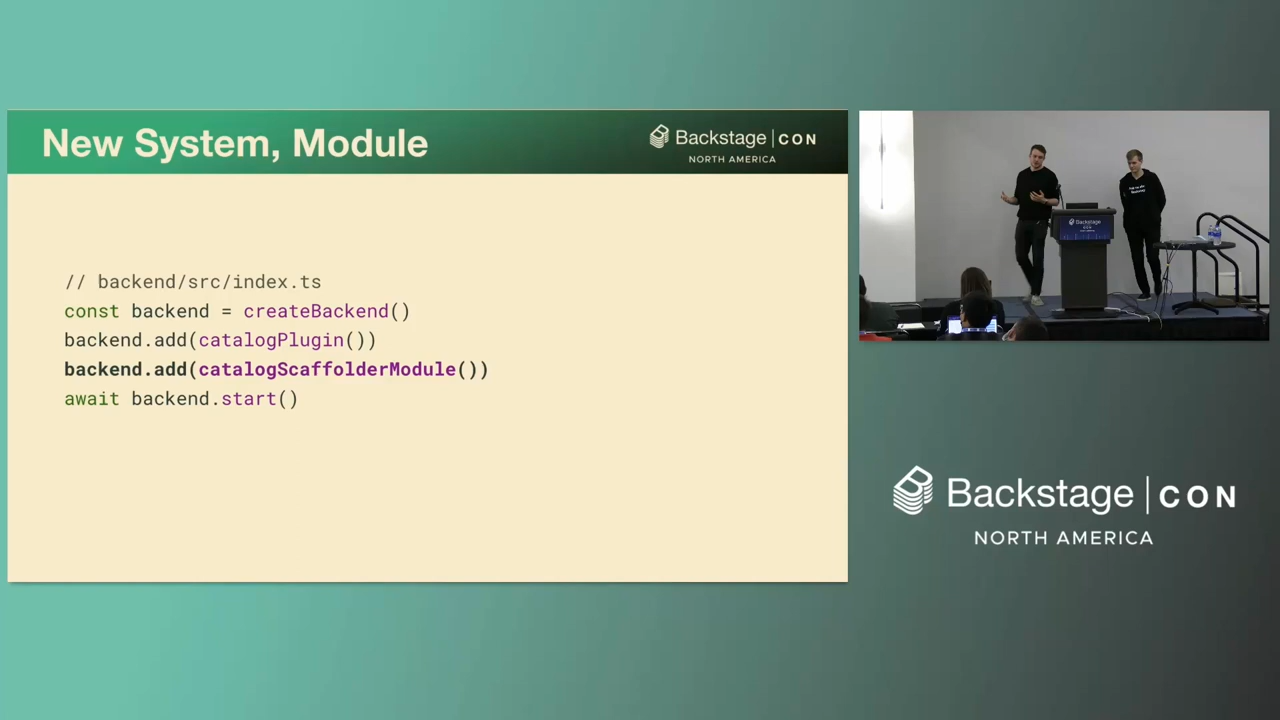 New System, Module
Backstage CON
NORTH AMERICA
// backend/src/index.ts
const backend = createBackend()
backend.add(catalogPlugin())
backend.add(catalogScaffolderModule())
await backend.start()
Backstage
Backstage CON
NORTH AMERICA